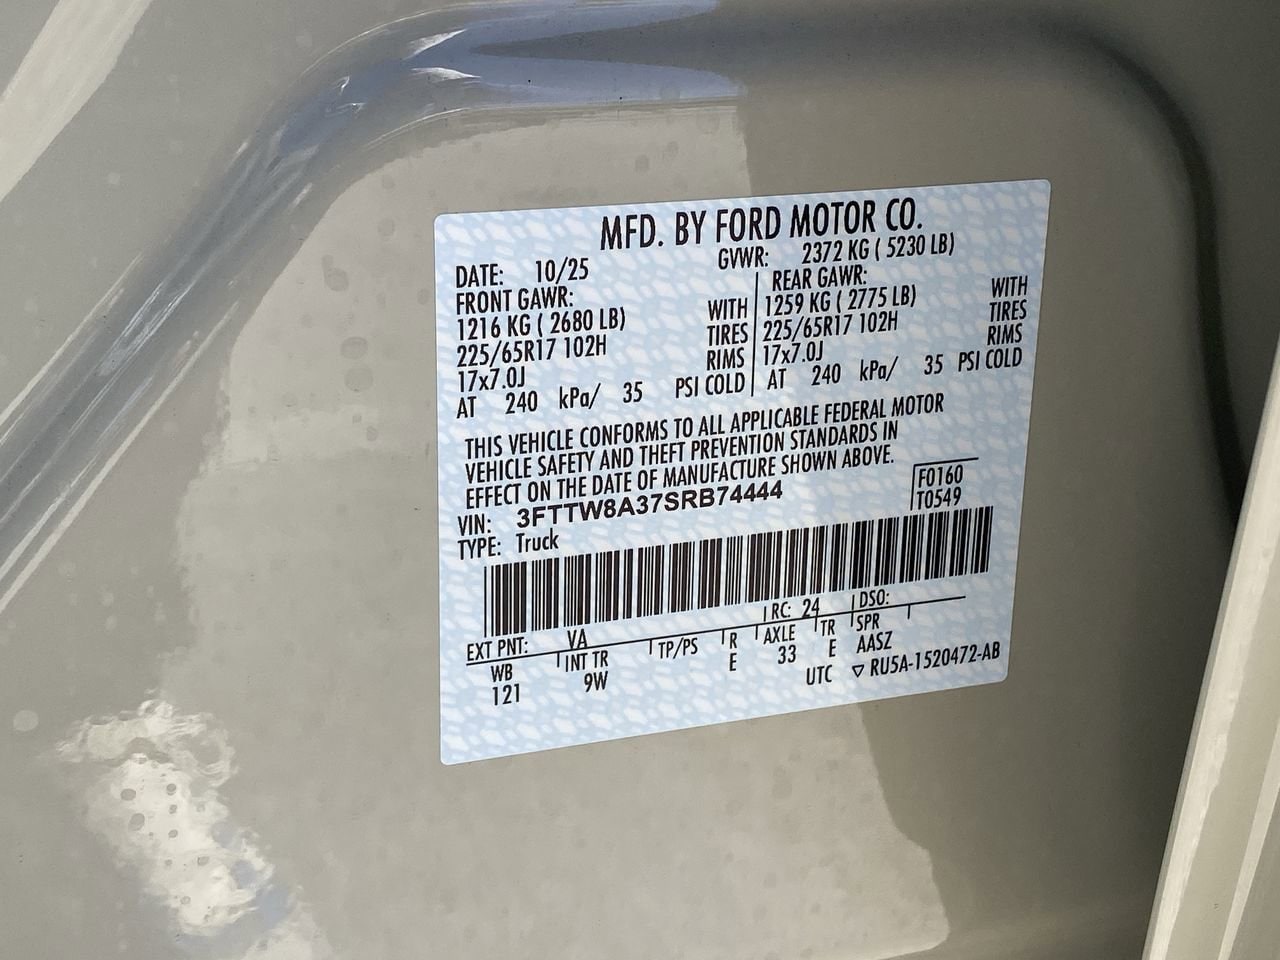 MFD. BY FORD MOTOR CO.
DATE: 10/25 GVWR: 2372 KG ( 5230 LB)
FRONT GAWR: REAR GAWR:
1216 KG ( 2680 LB) WITH 1259 KG ( 2775 LB) WITH
225/65R17 102H TIRES 225/65R17 102H TIRES
17x7.0J RIMS 17x7.0J RIMS
AT 240 kPa/ 35 PSI COLD AT 240 kPa/ 35 PSI COLD
THIS VEHICLE CONFORMS TO ALL APPLICABLE FEDERAL MOTOR
VEHICLE SAFETY AND THEFT PREVENTION STANDARDS IN
EFFECT ON THE DATE OF MANUFACTURE SHOWN ABOVE.
VIN: 3FTTW8A37SRB74444 F0160
TYPE: Truck T0549
EXT PNT: VA RC: 24 DSO:
WB INT TR TP/PS R AXLE TR SPR
121 9W E 33 E AASZ
UTC ▽ RU5A-1520472-AB